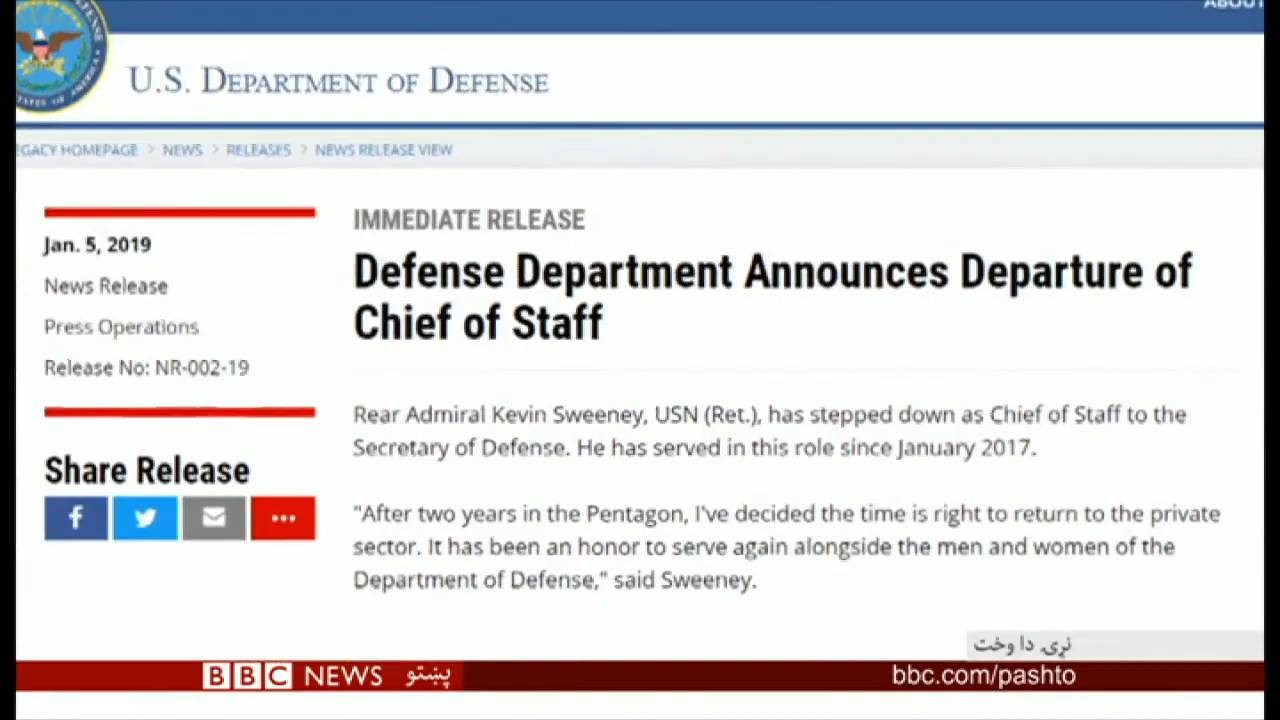 ABOUT
U.S. DEPARTMENT OF DEFENSE
EGACY HOMEPAGE > NEWS > RELEASES > NEWS RELEASE VIEW
Jan. 5, 2019
News Release
Press Operations
Release No: NR-002-19
Share Release
IMMEDIATE RELEASE
Defense Department Announces Departure of
Chief of Staff
Rear Admiral Kevin Sweeney, USN (Ret.), has stepped down as Chief of Staff to the
Secretary of Defense. He has served in this role since January 2017.
"After two years in the Pentagon, I've decided the time is right to return to the private
sector. It has been an honor to serve again alongside the men and women of the
Department of Defense," said Sweeney.
نړۍ دا وخت
BBC NEWS پښتو
bbc.com/pashto